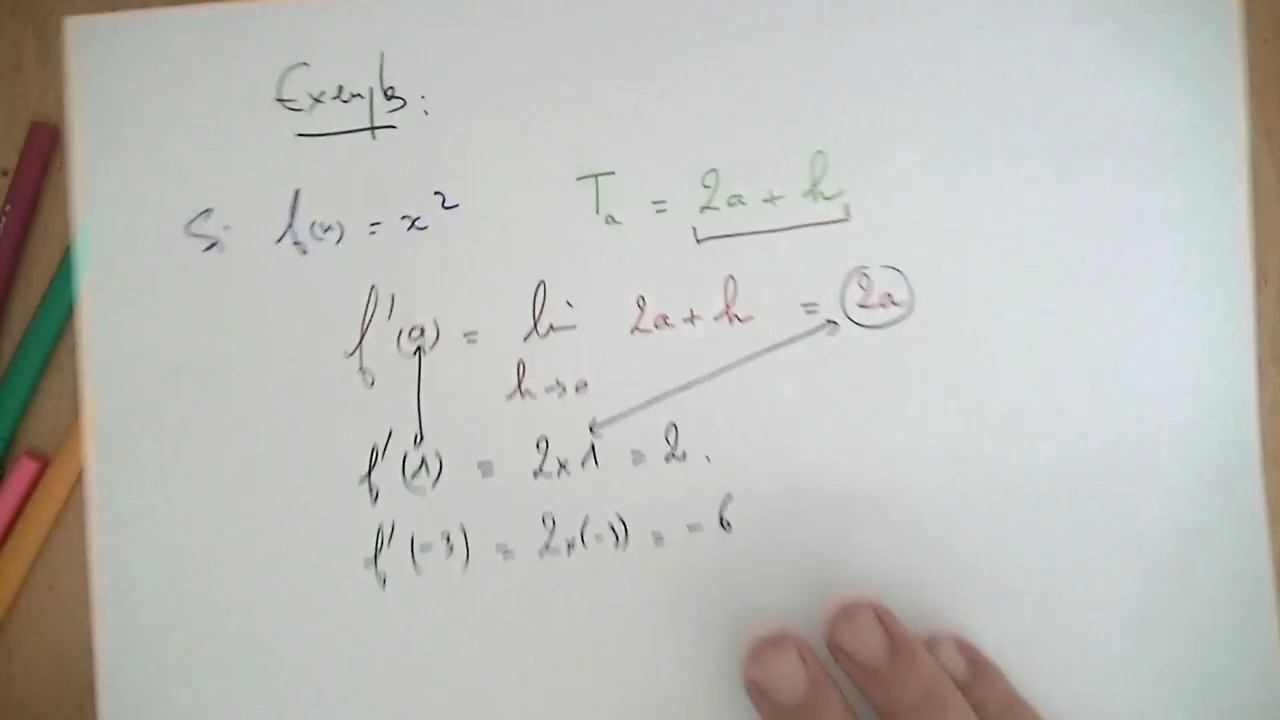 Exemple :
Si f(x) = x²
Tₐ = 2a + h
f'(a) = lim 2a + h = 2a
h → 0
f'(1) = 2 × 1 = 2.
f'(-3) = 2 × (-3) = -6